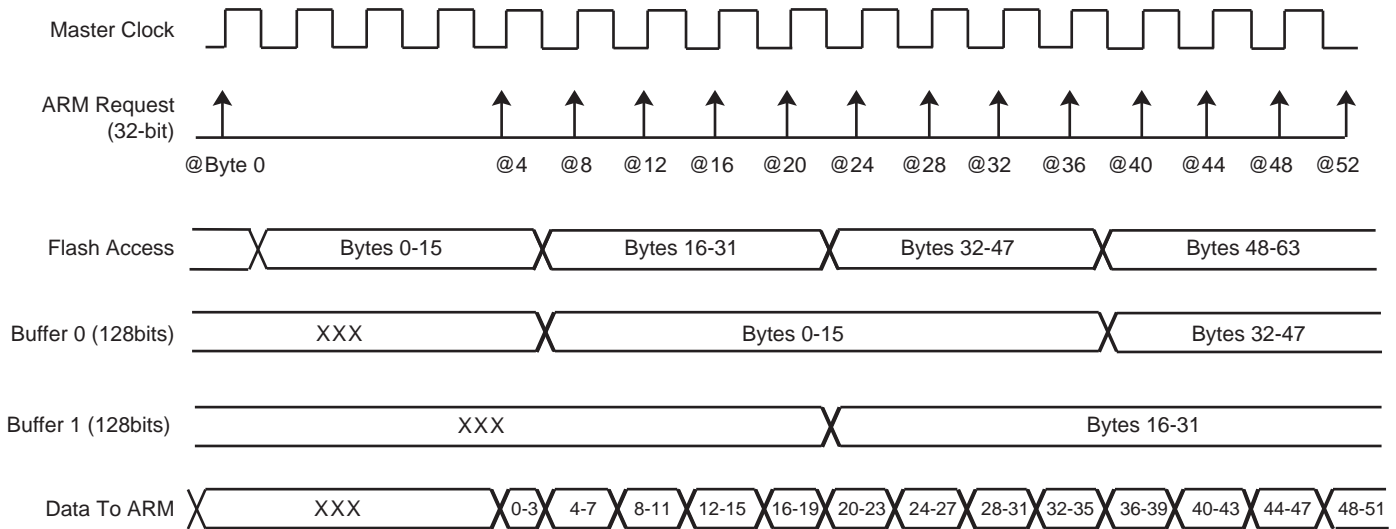 Master Clock
ARM Request
(32-bit)
@Byte 0 @4 @8 @12 @16 @20 @24 @28 @32 @36 @40 @44 @48 @52
Flash Access Bytes 0-15 Bytes 16-31 Bytes 32-47 Bytes 48-63
Buffer 0 (128bits) XXX Bytes 0-15 Bytes 32-47
Buffer 1 (128bits) XXX Bytes 16-31
Data To ARM XXX 0-3 4-7 8-11 12-15 16-19 20-23 24-27 28-31 32-35 36-39 40-43 44-47 48-51